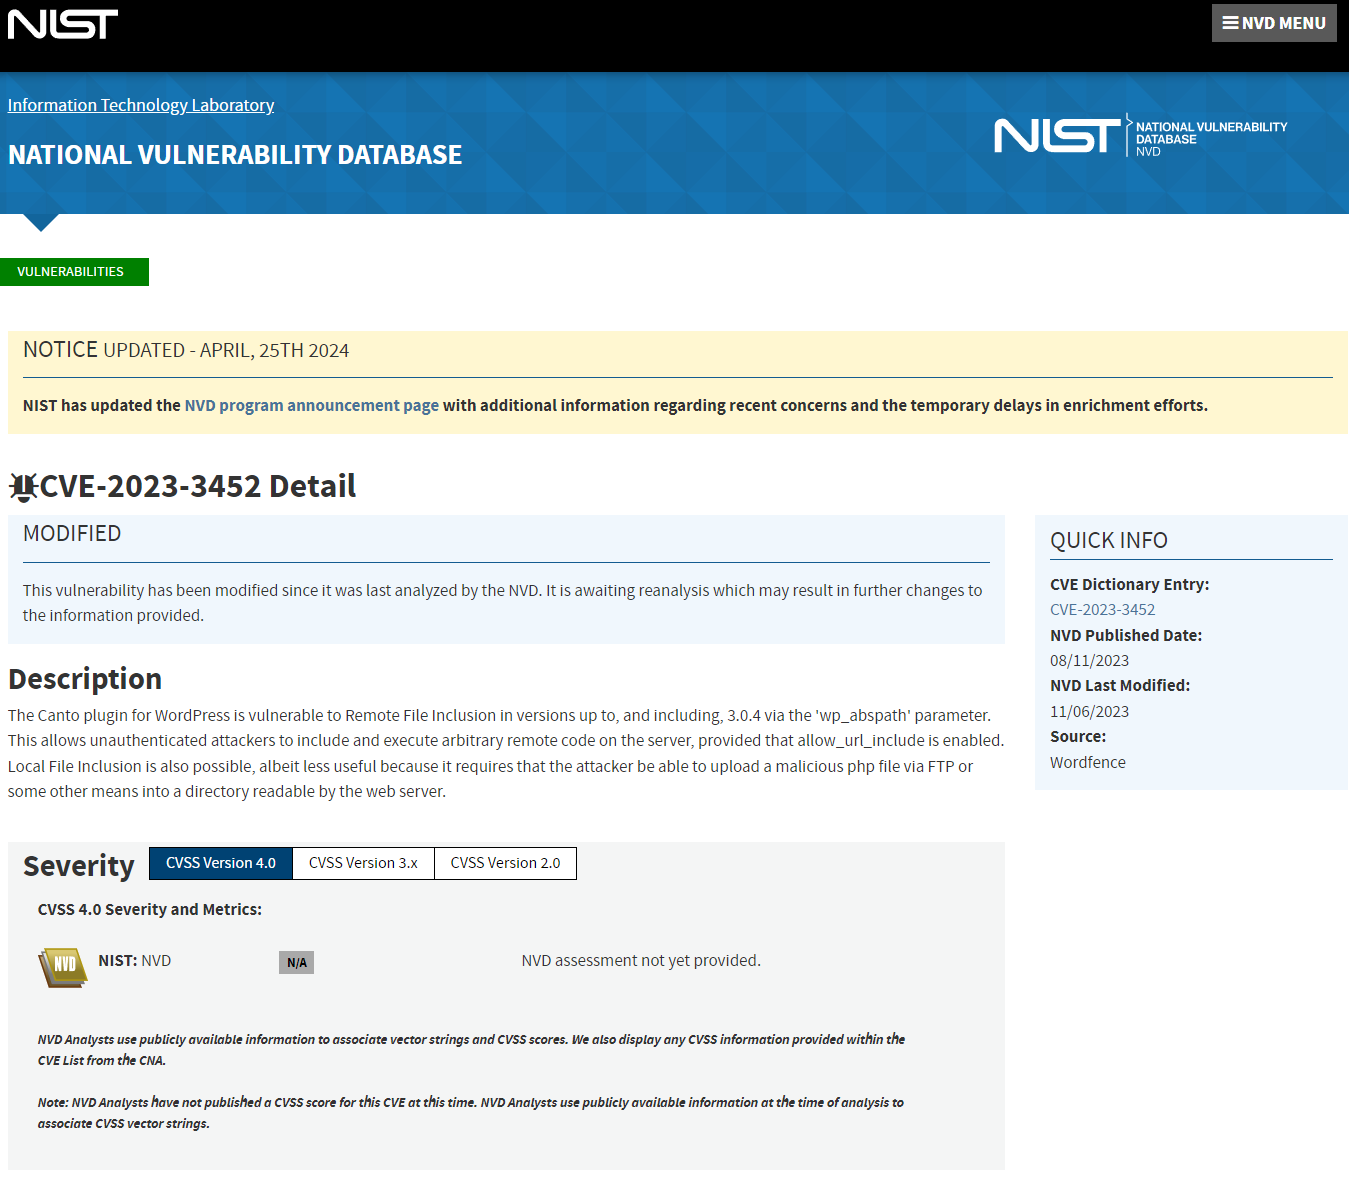 NIST
NVD MENU
Information Technology Laboratory
NATIONAL VULNERABILITY DATABASE
NIST
NATIONAL VULNERABILITY
DATABASE
NVD
VULNERABILITIES
NOTICE UPDATED - APRIL, 25TH 2024
NIST has updated the NVD program announcement page with additional information regarding recent concerns and the temporary delays in enrichment efforts.
CVE-2023-3452 Detail
MODIFIED
This vulnerability has been modified since it was last analyzed by the NVD. It is awaiting reanalysis which may result in further changes to
the information provided.
Description
The Canto plugin for WordPress is vulnerable to Remote File Inclusion in versions up to, and including, 3.0.4 via the 'wp_abspath' parameter.
This allows unauthenticated attackers to include and execute arbitrary remote code on the server, provided that allow_url_include is enabled.
Local File Inclusion is also possible, albeit less useful because it requires that the attacker be able to upload a malicious php file via FTP or
some other means into a directory readable by the web server.
QUICK INFO
CVE Dictionary Entry:
CVE-2023-3452
NVD Published Date:
08/11/2023
NVD Last Modified:
11/06/2023
Source:
Wordfence
Severity
CVSS Version 4.0
CVSS Version 3.x
CVSS Version 2.0
CVSS 4.0 Severity and Metrics:
NVD
NIST: NVD
N/A
NVD assessment not yet provided.
NVD Analysts use publicly available information to associate vector strings and CVSS scores. We also display any CVSS information provided within the
CVE List from the CNA.
Note: NVD Analysts have not published a CVSS score for this CVE at this time. NVD Analysts use publicly available information at the time of analysis to
associate CVSS vector strings.